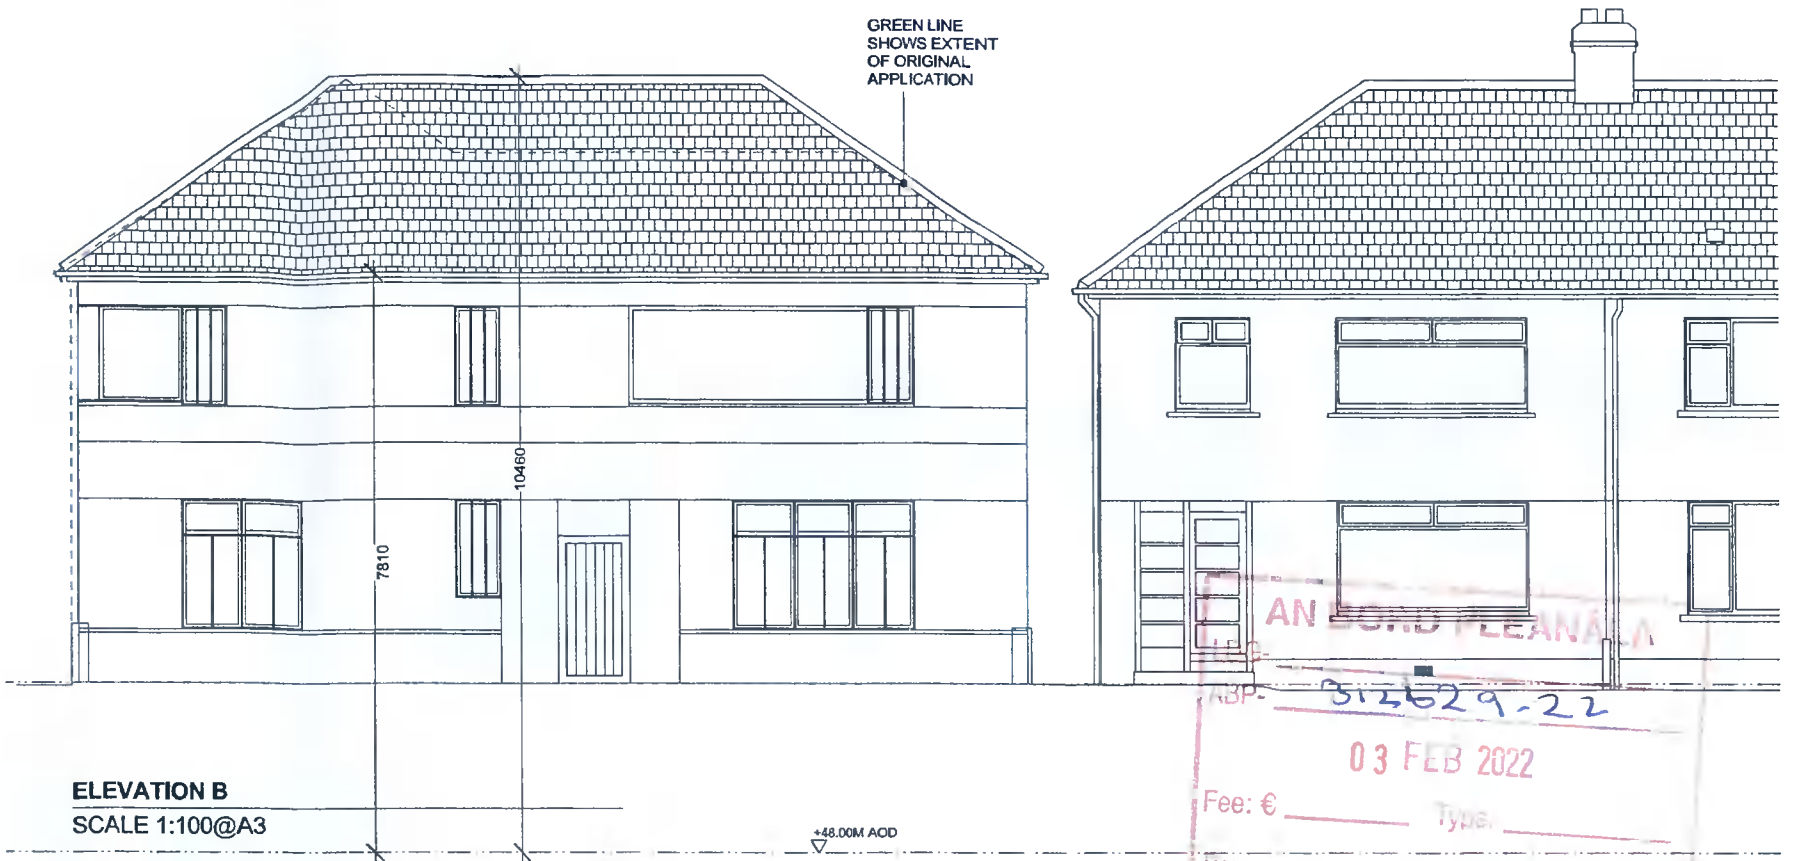 GREEN LINE
SHOWS EXTENT
OF ORIGINAL
APPLICATION
10460
7810
AN BORD PLEANÁLA
ABP- 312629-22
03 FEB 2022
Fee: € Type:
ELEVATION B
SCALE 1:100@A3
+48.00M AOD